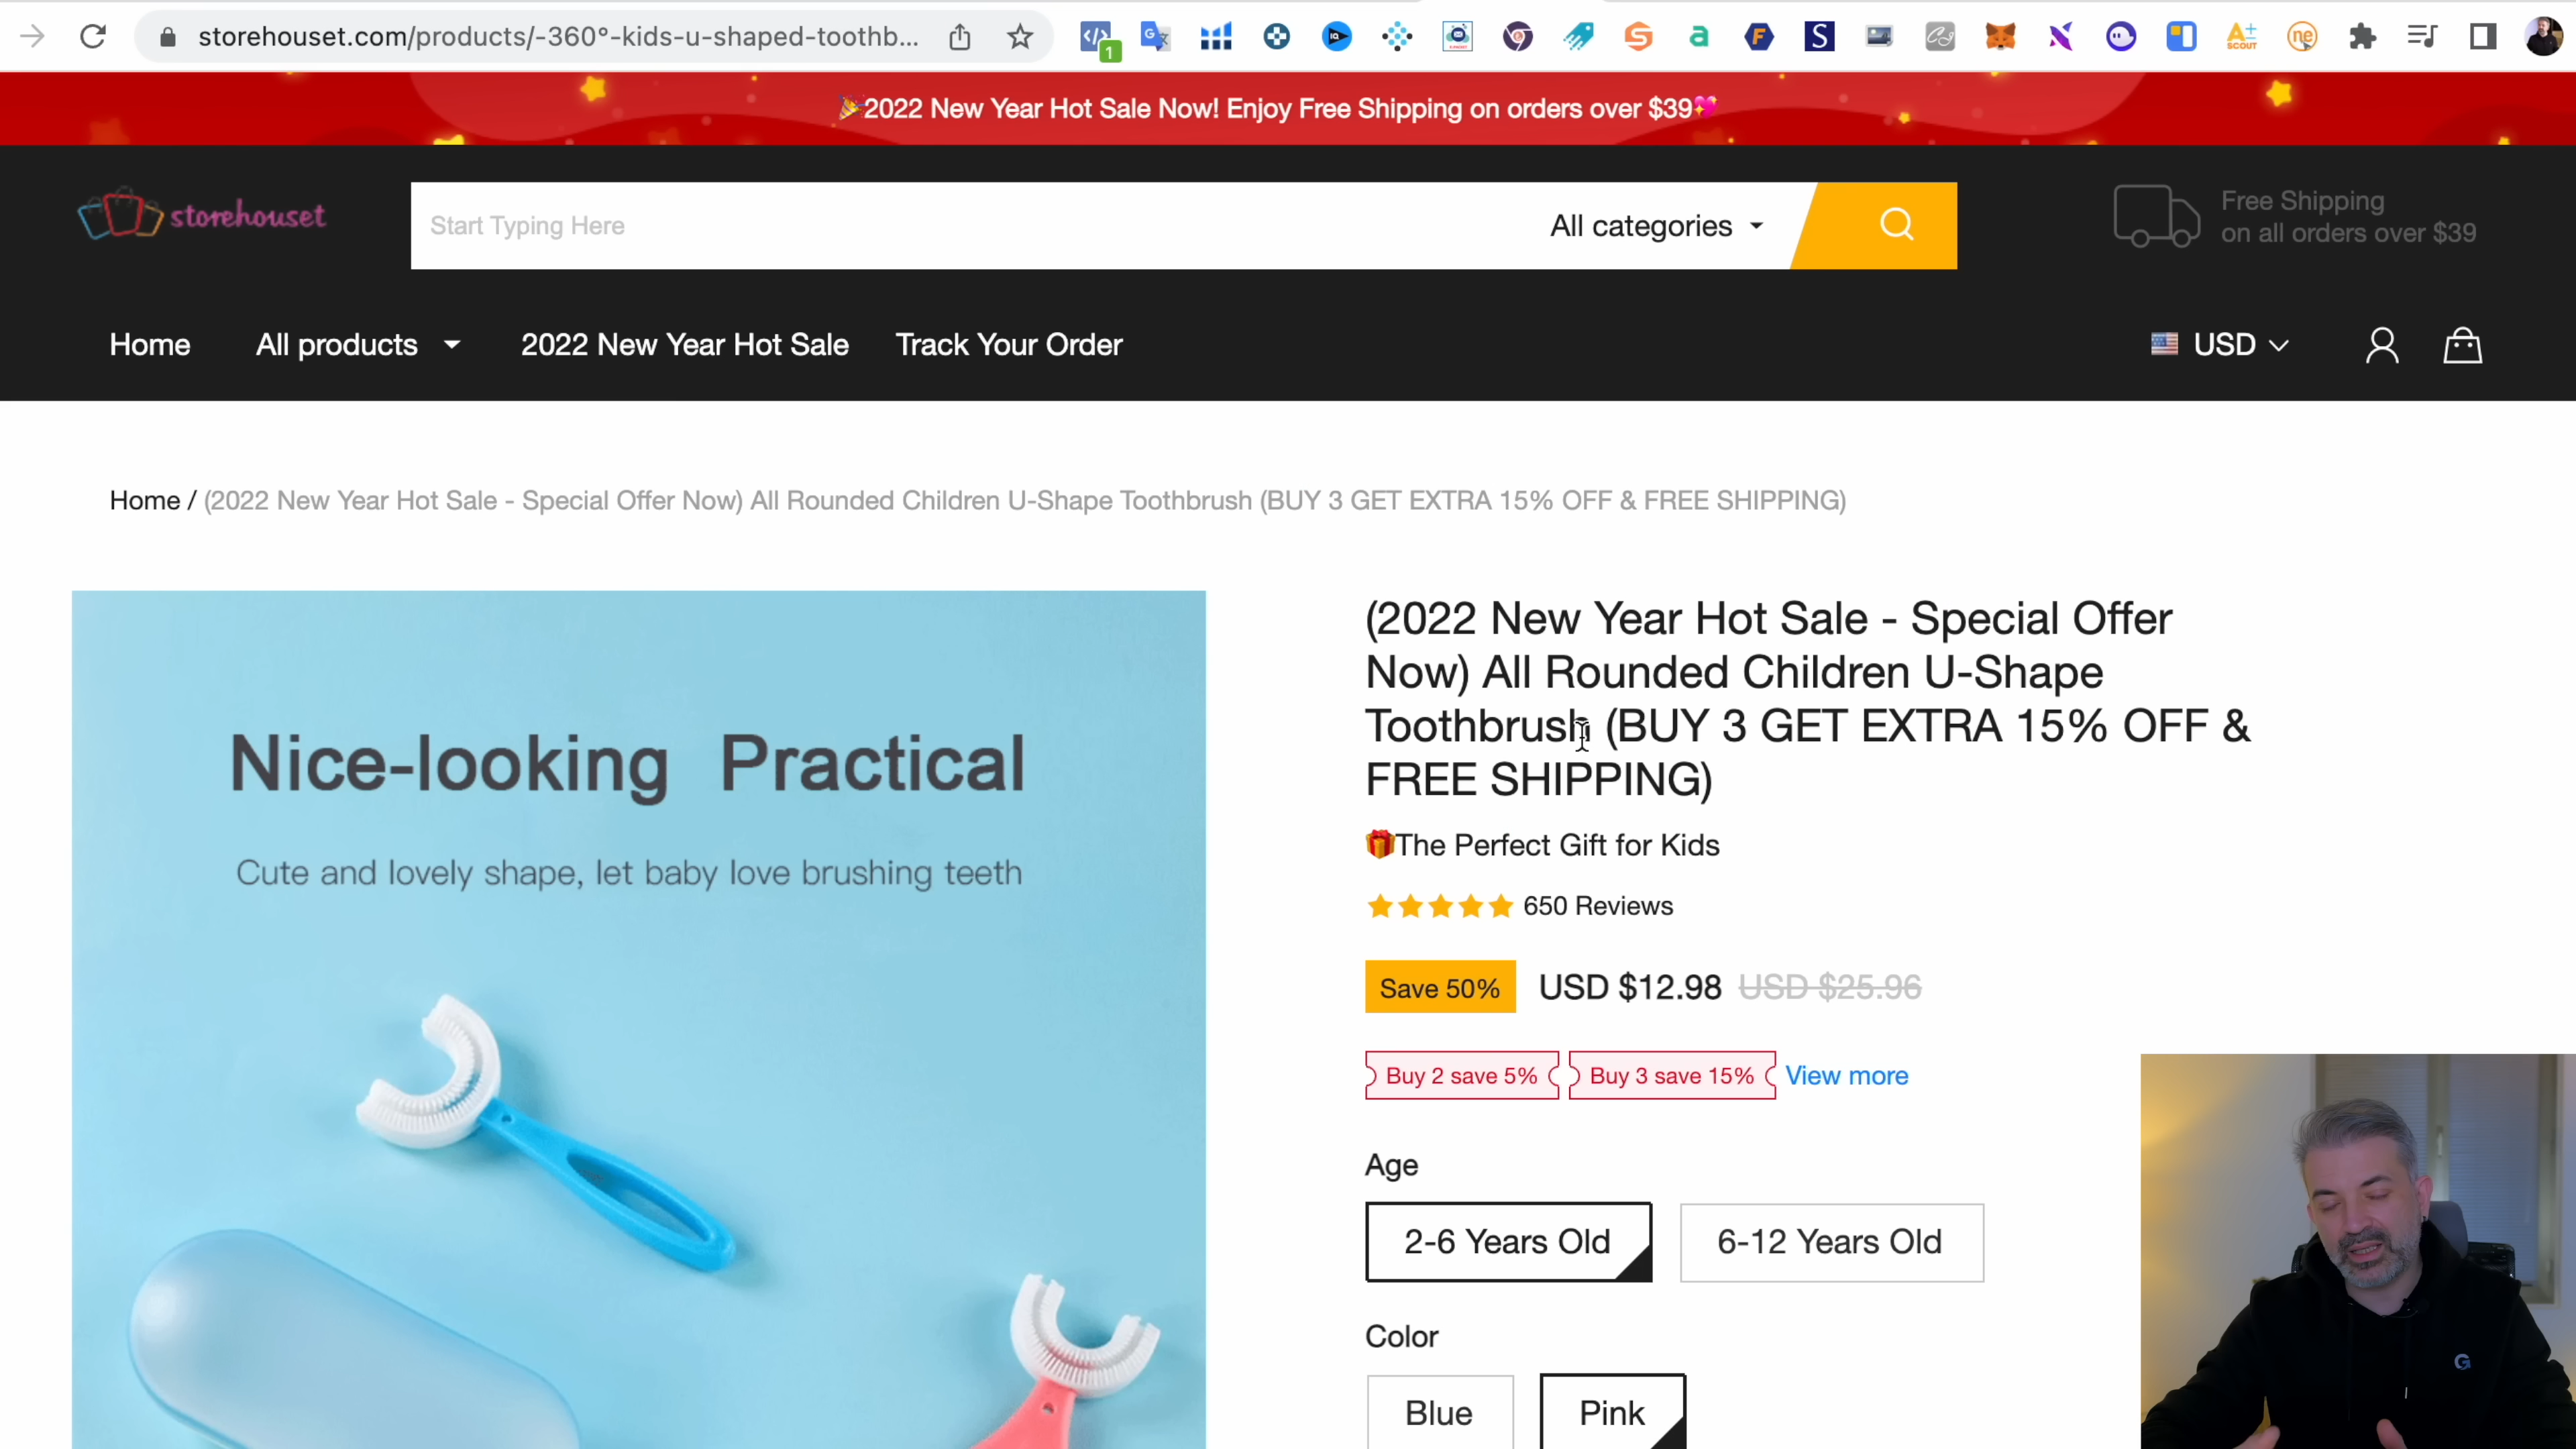 storehouset.com/products/-360°-kids-u-shaped-toothb...
1
🎉2022 New Year Hot Sale Now! Enjoy Free Shipping on orders over $39💖
storehouset
Start Typing Here
All categories
Free Shipping
on all orders over $39
Home
All products
2022 New Year Hot Sale
Track Your Order
USD
Home / (2022 New Year Hot Sale - Special Offer Now) All Rounded Children U-Shape Toothbrush (BUY 3 GET EXTRA 15% OFF & FREE SHIPPING)
Nice-looking Practical
Cute and lovely shape, let baby love brushing teeth
(2022 New Year Hot Sale - Special Offer
Now) All Rounded Children U-Shape
Toothbrush (BUY 3 GET EXTRA 15% OFF &
FREE SHIPPING)
🎁The Perfect Gift for Kids
650 Reviews
Save 50% USD $12.98 USD $25.96
Buy 2 save 5% Buy 3 save 15% View more
Age
2-6 Years Old
6-12 Years Old
Color
Blue
Pink